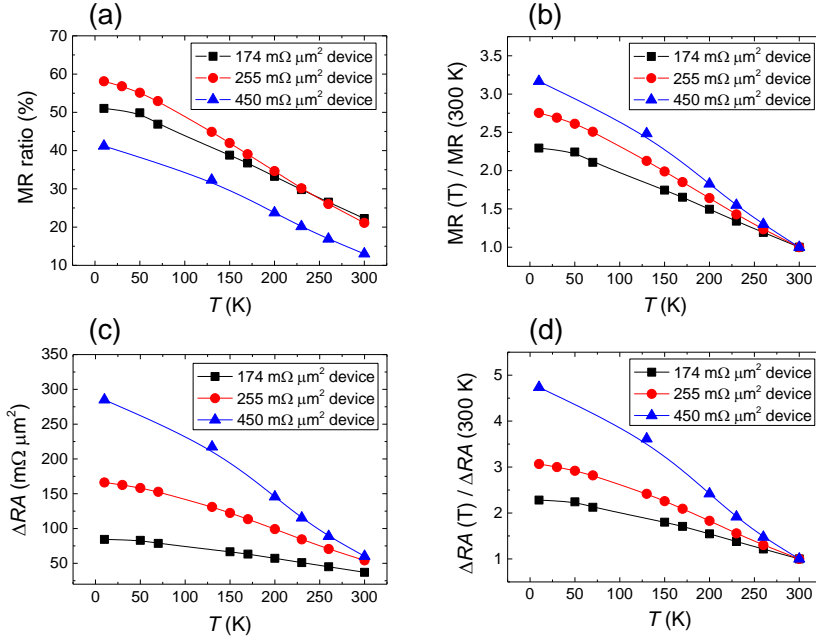 (a)
MR ratio (%)
70
60
50
40
30
20
10
174 mΩ μm² device
255 mΩ μm² device
450 mΩ μm² device
0 50 100 150 200 250 300
T (K)
(b)
MR (T) / MR (300 K)
3.5
3.0
2.5
2.0
1.5
1.0
174 mΩ μm² device
255 mΩ μm² device
450 mΩ μm² device
0 50 100 150 200 250 300
T (K)
(c)
ΔRA (mΩ μm²)
350
300
250
200
150
100
50
174 mΩ μm² device
255 mΩ μm² device
450 mΩ μm² device
0 50 100 150 200 250 300
T (K)
(d)
ΔRA (T) / ΔRA (300 K)
5
4
3
2
1
174 mΩ μm² device
255 mΩ μm² device
450 mΩ μm² device
0 50 100 150 200 250 300
T (K)